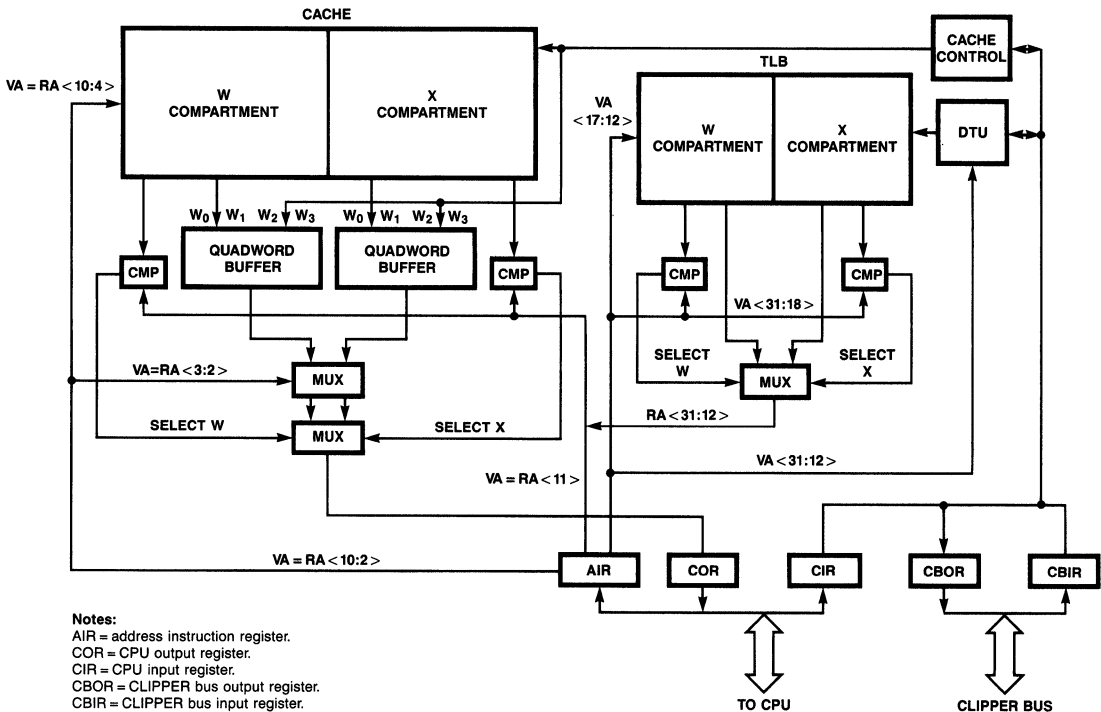 CACHE
W
COMPARTMENT
X
COMPARTMENT
CACHE
CONTROL
TLB
VA = RA < 10:4 >
VA
< 17:12 >
W
COMPARTMENT
X
COMPARTMENT
DTU
W0 W1 W2 W3
W0 W1 W2 W3
QUADWORD
BUFFER
QUADWORD
BUFFER
CMP
CMP
CMP
CMP
VA < 31:18 >
VA=RA < 3:2 >
MUX
SELECT
W
MUX
SELECT
X
SELECT W
MUX
SELECT X
RA < 31:12 >
VA < 31:12 >
VA = RA < 11 >
VA = RA < 10:2 >
AIR
COR
CIR
CBOR
CBIR
Notes:
AIR = address instruction register.
COR = CPU output register.
CIR = CPU input register.
CBOR = CLIPPER bus output register.
CBIR = CLIPPER bus input register.
TO CPU
CLIPPER BUS